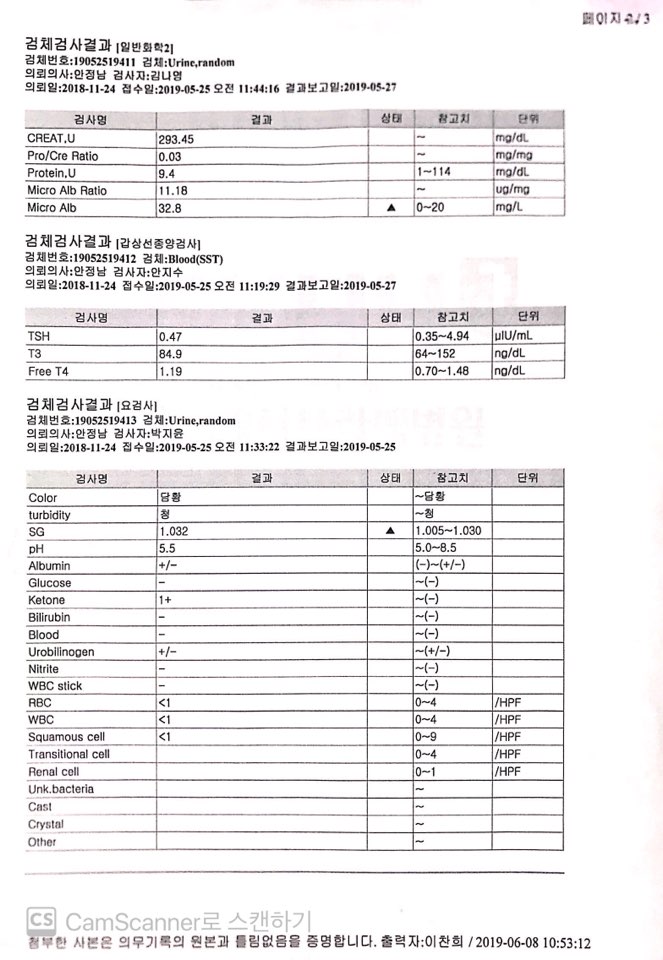 페이지 2/3
검체검사결과 [일반화학2]
검체번호:19052519411 검체:Urine,random
의뢰의사:안정남 검사자:김나영
의뢰일:2018-11-24 접수일:2019-05-25 오전 11:44:16 결과보고일:2019-05-27
검사명 결과 상태 참고치 단위
CREAT,U 293.45 ~ mg/dL
Pro/Cre Ratio 0.03 ~ mg/mg
Protein,U 9.4 1~114 mg/dL
Micro Alb Ratio 11.18 ~ ug/mg
Micro Alb 32.8 ▲ 0~20 mg/L
검체검사결과 [갑상선종양검사]
검체번호:19052519412 검체:Blood(SST)
의뢰의사:안정남 검사자:안지수
의뢰일:2018-11-24 접수일:2019-05-25 오전 11:19:29 결과보고일:2019-05-27
검사명 결과 상태 참고치 단위
TSH 0.47 0.35~4.94 μIU/mL
T3 84.9 64~152 ng/dL
Free T4 1.19 0.70~1.48 ng/dL
검체검사결과 [요검사]
검체번호:19052519413 검체:Urine,random
의뢰의사:안정남 검사자:박지윤
의뢰일:2018-11-24 접수일:2019-05-25 오전 11:33:22 결과보고일:2019-05-25
검사명 결과 상태 참고치 단위
Color 담황 ~담황
turbidity 청 ~청
SG 1.032 ▲ 1.005~1.030
pH 5.5 5.0~8.5
Albumin +/- (-)~(+/-)
Glucose - ~(-)
Ketone 1+ ~(-)
Bilirubin - ~(-)
Blood - ~(-)
Urobilinogen +/- ~(+/-)
Nitrite - ~(-)
WBC stick - ~(-)
RBC <1 0~4 /HPF
WBC <1 0~4 /HPF
Squamous cell <1 0~9 /HPF
Transitional cell 0~4 /HPF
Renal cell 0~1 /HPF
Unk.bacteria ~
Cast ~
Crystal ~
Other ~
CS CamScanner로 스캔하기
첨부한 사본은 의무기록의 원본과 틀림없음을 증명합니다. 출력자:이찬희 / 2019-06-08 10:53:12